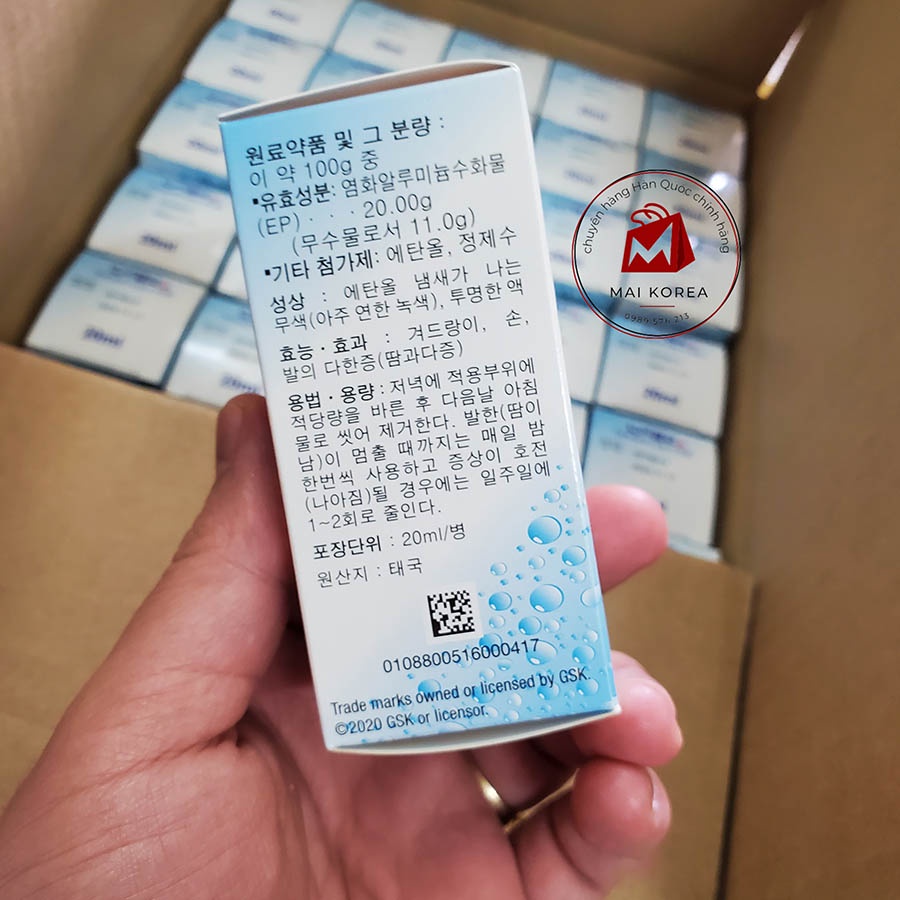 원료약품 및 그 분량 :
이 약 100g 중
▪유효성분: 염화알루미늄수화물
(EP) · · · 20.00g
(무수물로서 11.0g)
▪기타 첨가제: 에탄올, 정제수
성상 : 에탄올 냄새가 나는
무색(아주 연한 녹색), 투명한 액
효능·효과 : 겨드랑이, 손,
발의 다한증(땀과다증)
용법·용량 : 저녁에 적용부위에
적당량을 바른 후 다음날 아침
물로 씻어 제거한다. 발한(땀이
남)이 멈출 때까지는 매일 밤
한번씩 사용하고 증상이 호전
(나아짐)될 경우에는 일주일에
1~2회로 줄인다.
포장단위 : 20ml/병
원산지 : 태국
0108800516000417
Trade marks owned or licensed by GSK.
©2020 GSK or licensor.
chuyên hàng Hàn Quốc chính hãng
M
MAI KOREA
0989.576.213
20ml
20ml
20ml
20ml